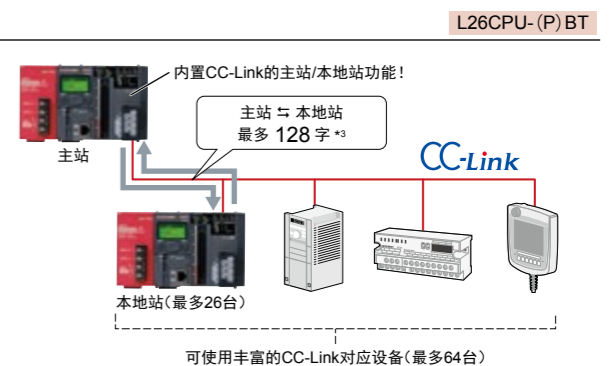 L26CPU-(P)BT
内置CC-Link的主站/本地站功能!
主站 ⇆ 本地站
最多 128 字 *3
主站
CC-Link
本地站(最多26台)
可使用丰富的CC-Link对应设备(最多64台)